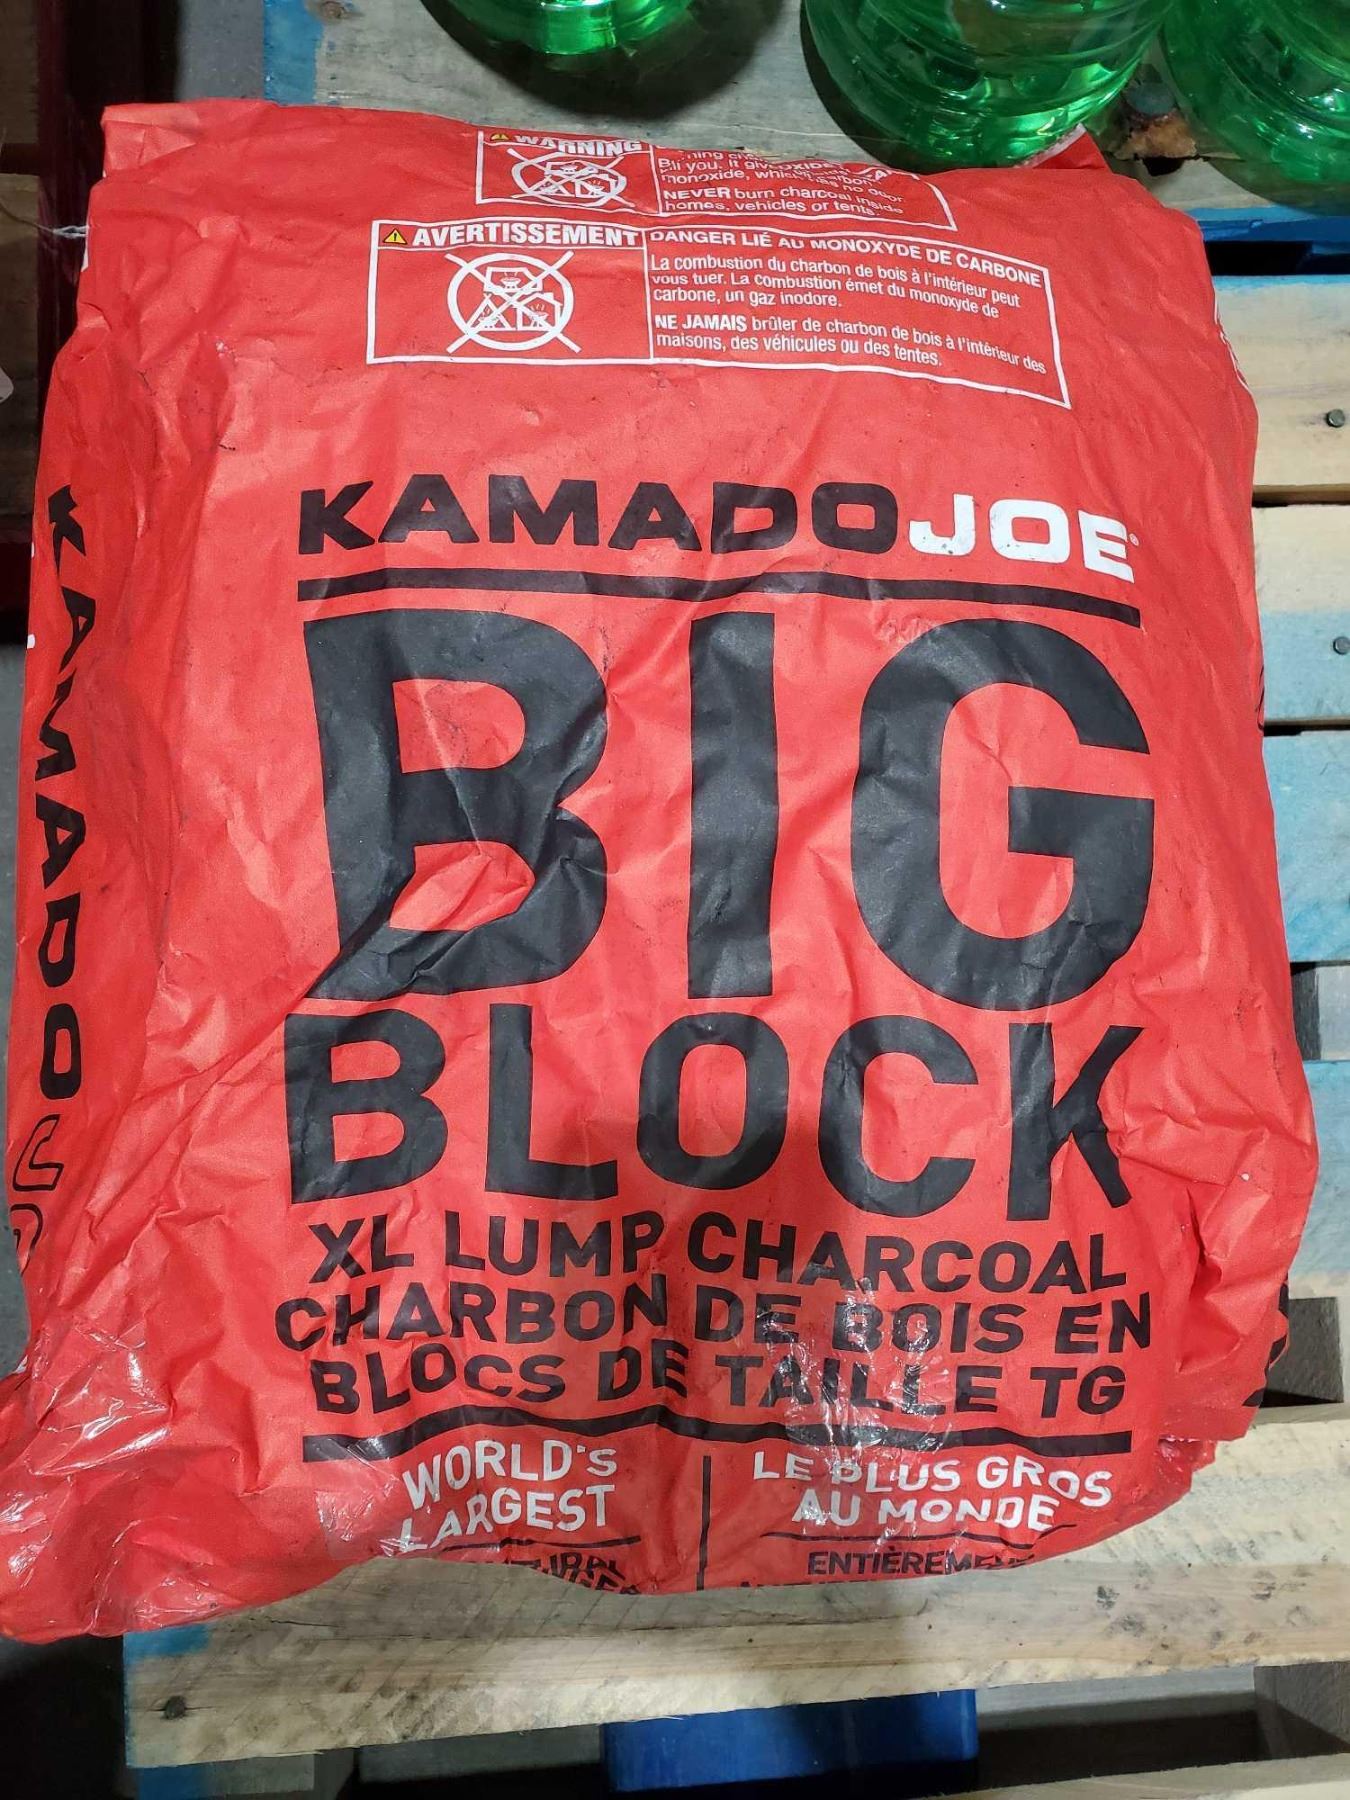 WARNING
NEVER burn charcoal inside
homes, vehicles or tents.
AVERTISSEMENT
DANGER LIÉ AU MONOXYDE DE CARBONE
La combustion du charbon de bois à l'intérieur peut
vous tuer. La combustion émet du monoxyde de
carbone, un gaz inodore.
NE JAMAIS brûler de charbon de bois à l'intérieur des
maisons, des véhicules ou des tentes.
KAMADOJOE®
BIG
BLOCK
XL LUMP CHARCOAL
CHARBON DE BOIS EN
BLOCS DE TAILLE TG
WORLD'S
LARGEST
LE PLUS GROS
AU MONDE
KAMADO